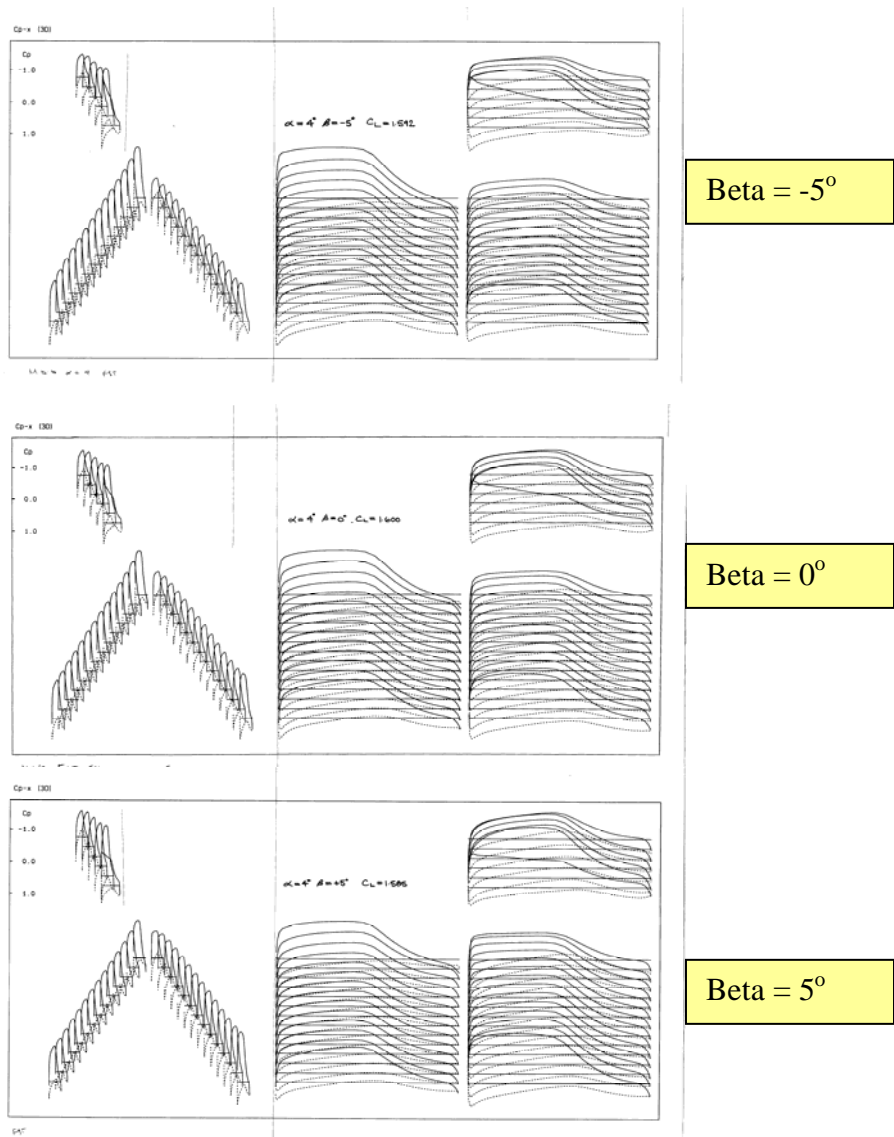 Cp-x [30]
Cp
-1.0
0.0
1.0
α=4° β=-5° CL=1.592
Beta = -5°
Cp-x [30]
Cp
-1.0
0.0
1.0
α=4° β=0°. CL=1.600
Beta = 0°
Cp-x [30]
Cp
-1.0
0.0
1.0
α=4° β=+5° CL=1.585
Beta = 5°